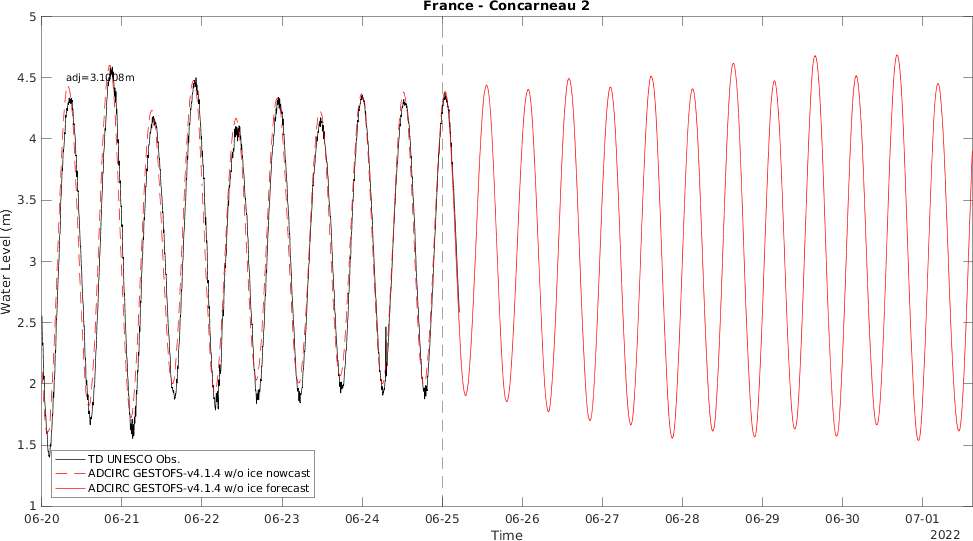 France - Concarneau 2
adj=3.1008m
5
4.5
4
3.5
3
2.5
2
1.5
1
Water Level (m)
TD UNESCO Obs.
ADCIRC GESTOFS-v4.1.4 w/o ice nowcast
ADCIRC GESTOFS-v4.1.4 w/o ice forecast
06-20 06-21 06-22 06-23 06-24 06-25 06-26 06-27 06-28 06-29 06-30 07-01
Time
2022